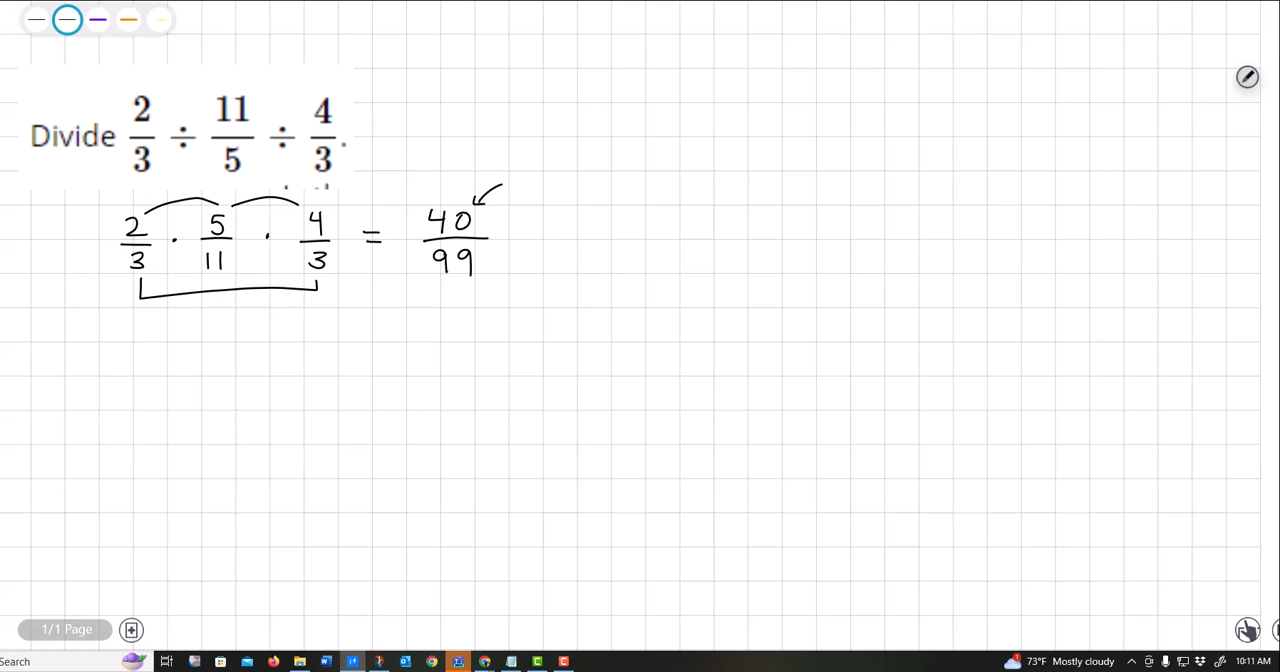 Divide 2/3 ÷ 11/5 ÷ 4/3.
2/3 · 5/11 · 4/3 = 40/99
1/1 Page
Search
1
73°F Mostly cloudy
10:11 AM